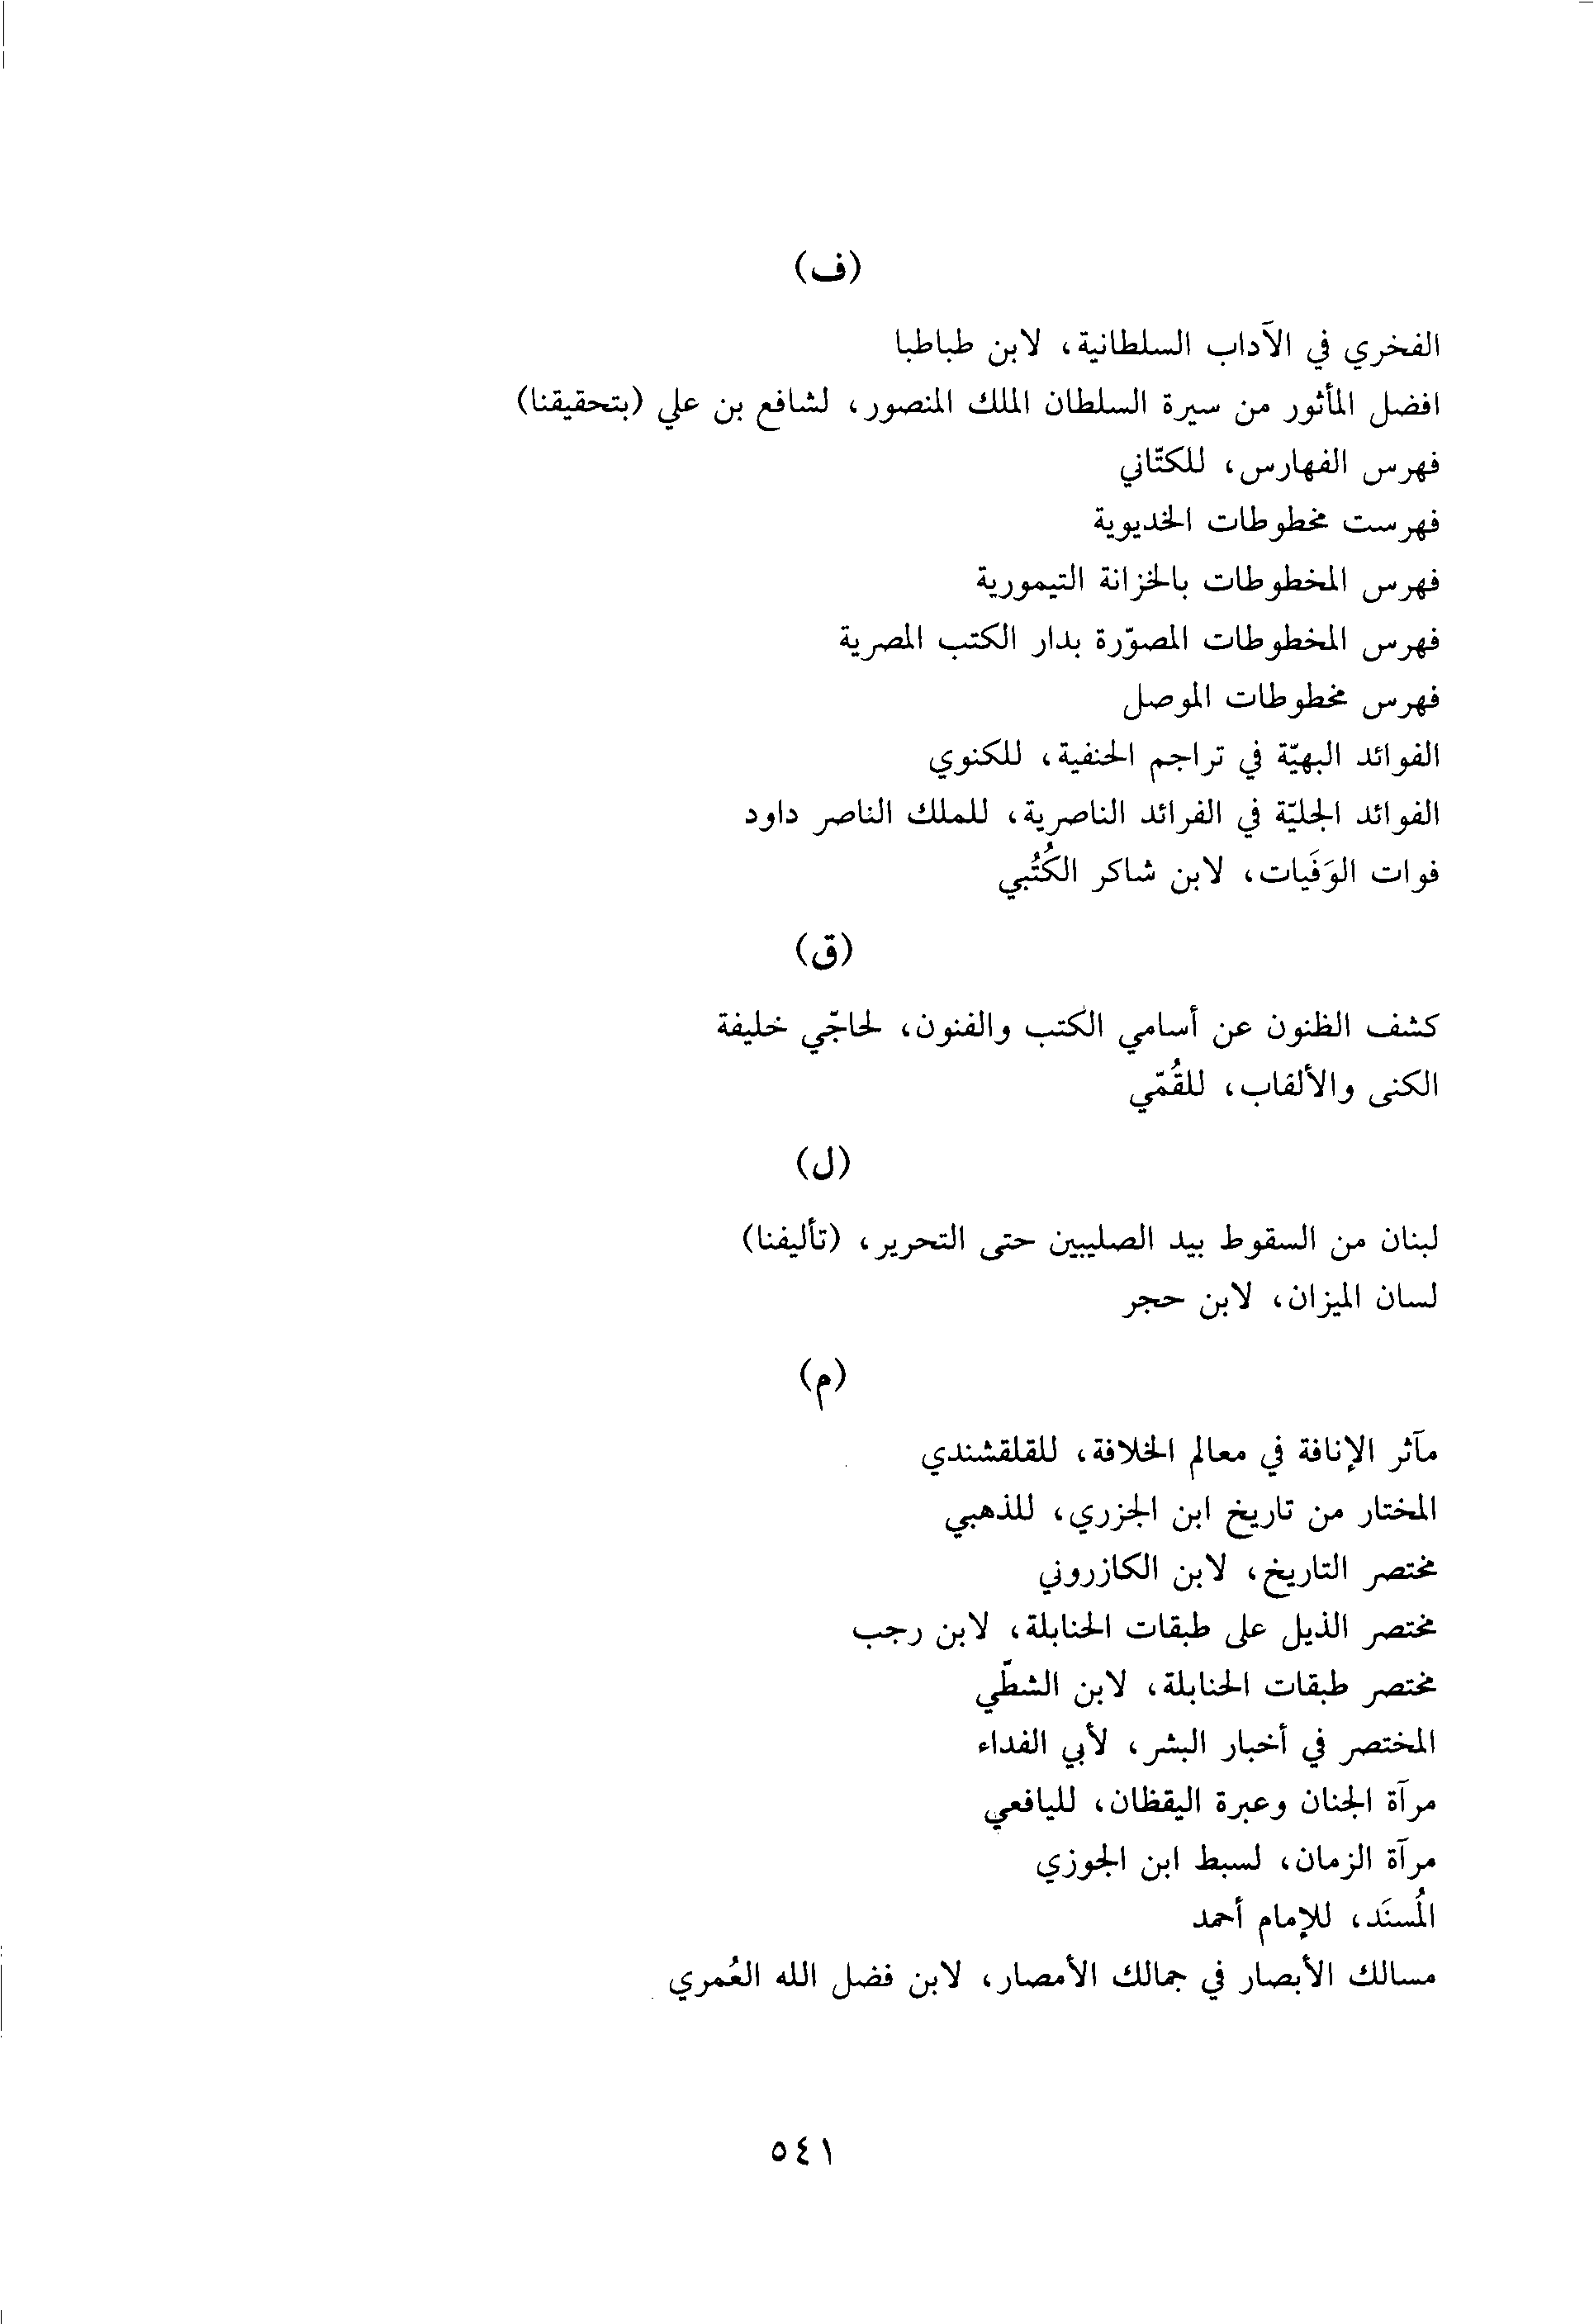 (ف)
الفخري في الآداب السلطانية، لابن طباطبا
افضل المأثور من سيرة السلطان الملك المنصور، لشافع بن علي (بتحقيقنا)
فهرس الفهارس، للكتّاني
فهرست مخطوطات الخديوية
فهرس المخطوطات بالخزانة التيمورية
فهرس المخطوطات المصوّرة بدار الكتب المصرية
فهرس مخطوطات الموصل
الفوائد البهيّة في تراجم الحنفية، للكنوي
الفوائد الجليّة في الفرائد الناصرية، للملك الناصر داود
فوات الوَفَيات، لابن شاكر الكُتُبي
(ق)
كشف الظنون عن أسامي الكتب والفنون، لحاجّي خليفة
الكنى والألقاب، للقُمّي
(ل)
لبنان من السقوط بيد الصليبيين حتى التحرير، (تأليفنا)
لسان الميزان، لابن حجر
(م)
مآثر الإنافة في معالم الخلافة، للقلقشندي
المختار من تاريخ ابن الجزري، للذهبي
مختصر التاريخ، لابن الكازروني
مختصر الذيل على طبقات الحنابلة، لابن رجب
مختصر طبقات الحنابلة، لابن الشطّي
المختصر في أخبار البشر، لأبي الفداء
مرآة الجنان وعبرة اليقظان، لليافعي
مرآة الزمان، لسبط ابن الجوزي
المُسنَد، للإمام أحمد
مسالك الأبصار في جمالك الأمصار، لابن فضل الله العُمري
٥٤١